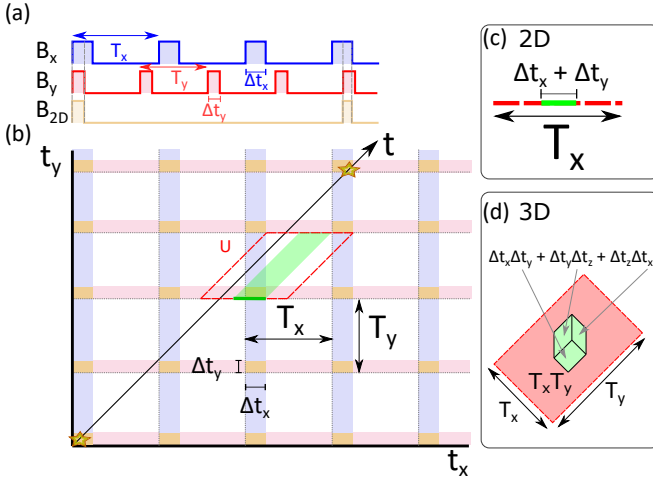 (a)
Bx
Tx
By
Ty
Δtx
Δty
B2D
(b)
ty
t
U
Tx
Ty
Δty
Δtx
tx
(c) 2D
Δtx + Δty
Tx
(d) 3D
ΔtxΔty + ΔtyΔtz + ΔtzΔtx
TxTy
Tx
Ty